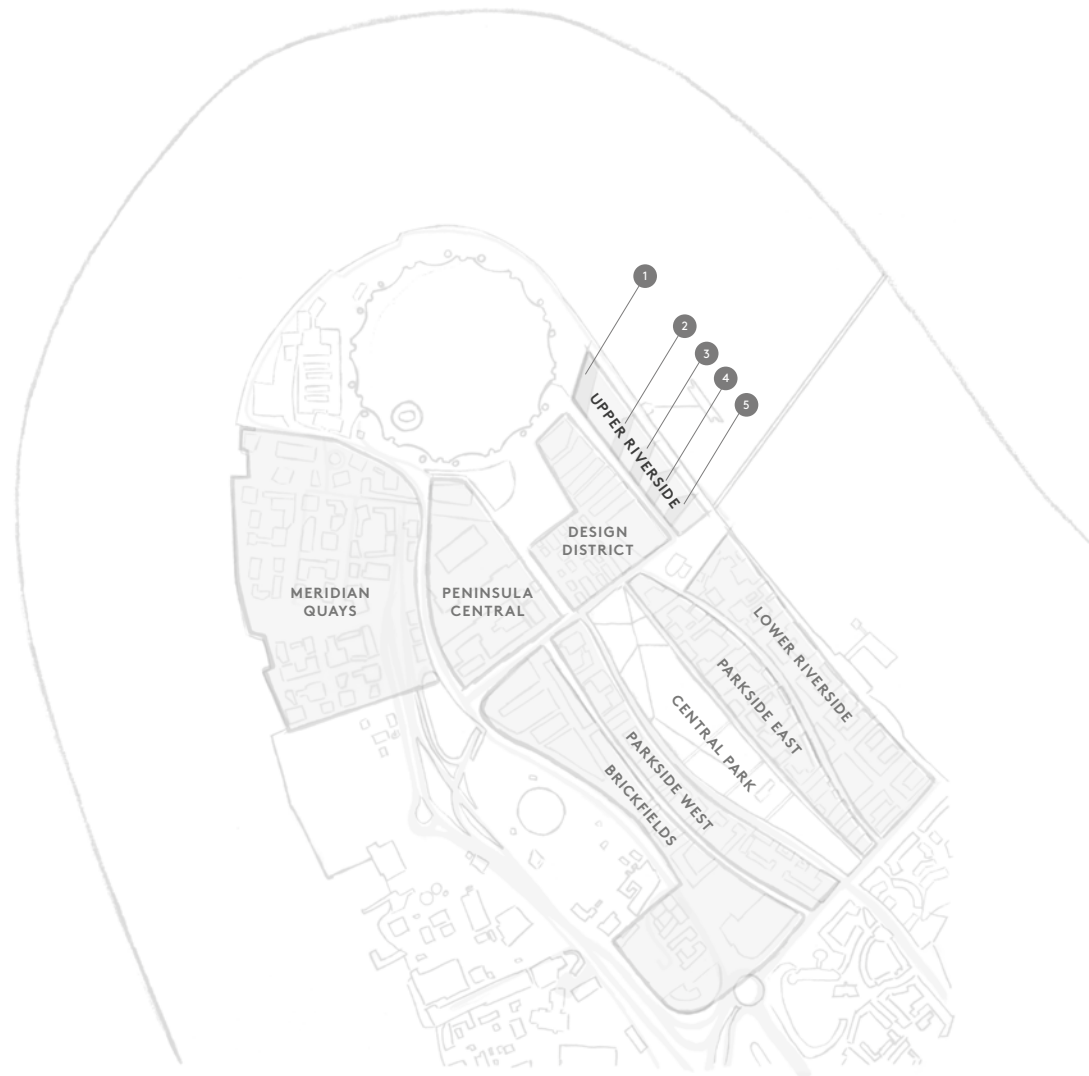 1
2
3
4
5
UPPER RIVERSIDE
DESIGN
DISTRICT
MERIDIAN
QUAYS
PENINSULA
CENTRAL
LOWER RIVERSIDE
PARKSIDE EAST
CENTRAL PARK
PARKSIDE WEST
BRICKFIELDS